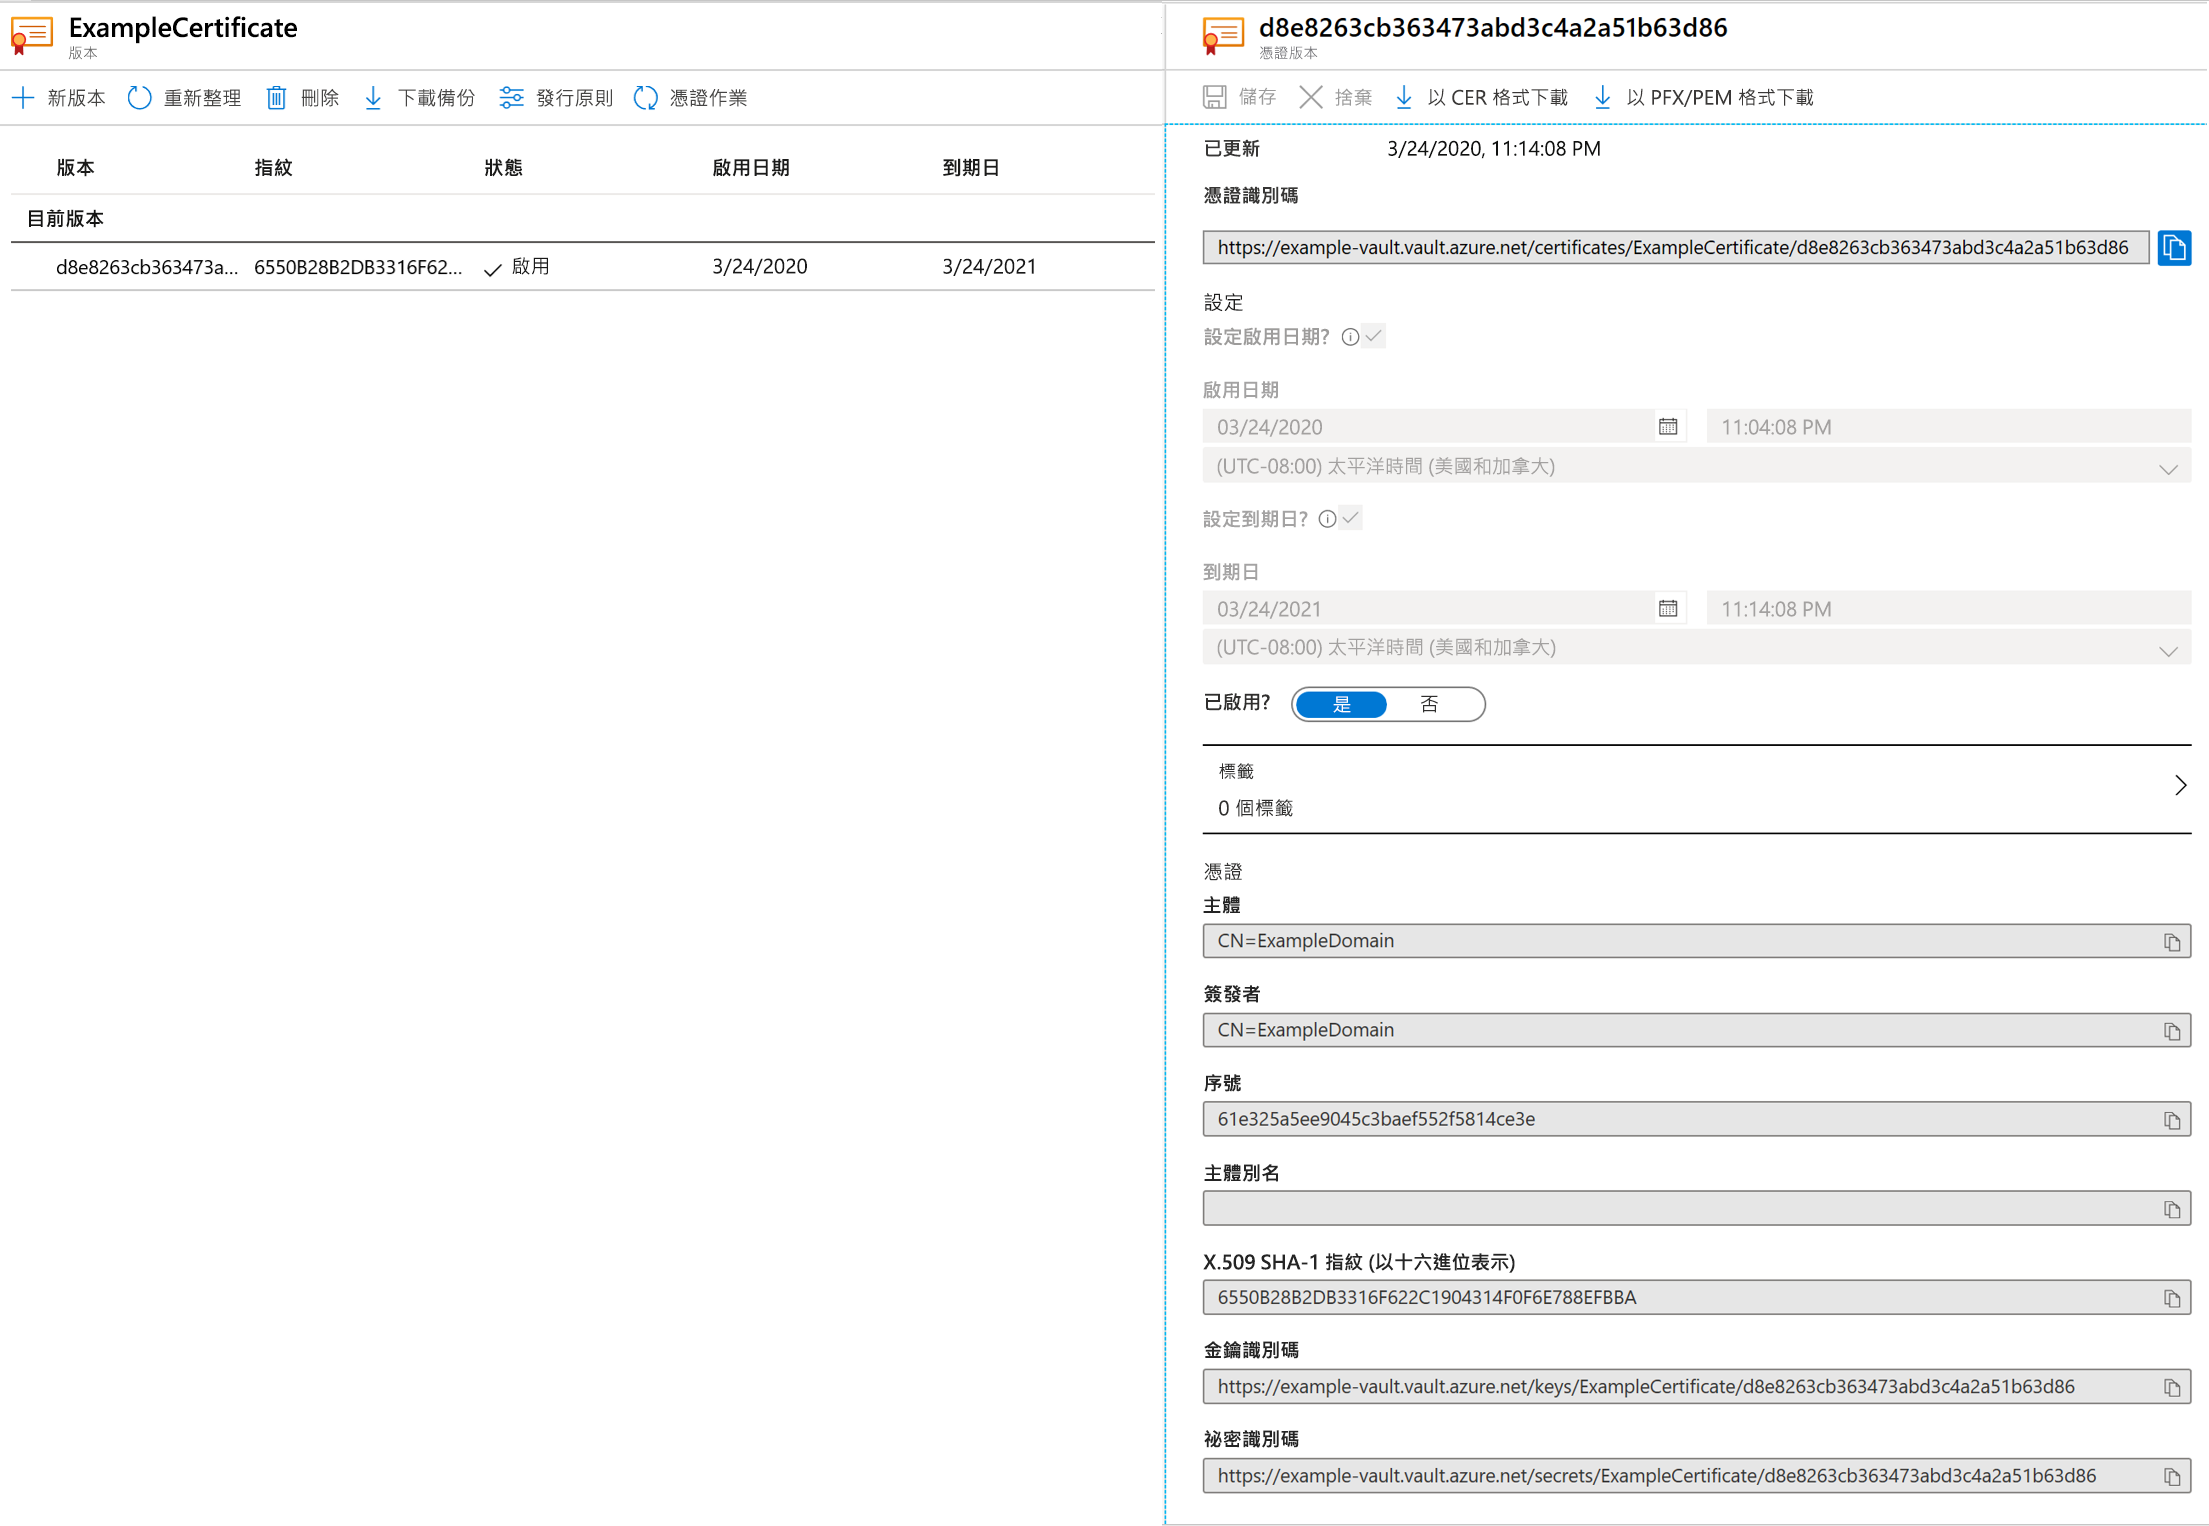 ExampleCertificate
版本
新版本 重新整理 刪除 下載備份 發行原則 憑證作業
版本 指紋 狀態 啟用日期 到期日
目前版本
d8e8263cb363473a... 6550B28B2DB3316F62... 啟用 3/24/2020 3/24/2021
d8e8263cb363473abd3c4a2a51b63d86
憑證版本
儲存 捨棄 以 CER 格式下載 以 PFX/PEM 格式下載
已更新 3/24/2020, 11:14:08 PM
憑證識別碼
https://example-vault.vault.azure.net/certificates/ExampleCertificate/d8e8263cb363473abd3c4a2a51b63d86
設定
設定啟用日期?
啟用日期
03/24/2020 11:04:08 PM
(UTC-08:00) 太平洋時間 (美國和加拿大)
設定到期日?
到期日
03/24/2021 11:14:08 PM
(UTC-08:00) 太平洋時間 (美國和加拿大)
已啟用? 是 否
標籤
0 個標籤
憑證
主體
CN=ExampleDomain
簽發者
CN=ExampleDomain
序號
61e325a5ee9045c3baef552f5814ce3e
主體別名
X.509 SHA-1 指紋 (以十六進位表示)
6550B28B2DB3316F622C1904314F0F6E788EFBBA
金鑰識別碼
https://example-vault.vault.azure.net/keys/ExampleCertificate/d8e8263cb363473abd3c4a2a51b63d86
祕密識別碼
https://example-vault.vault.azure.net/secrets/ExampleCertificate/d8e8263cb363473abd3c4a2a51b63d86